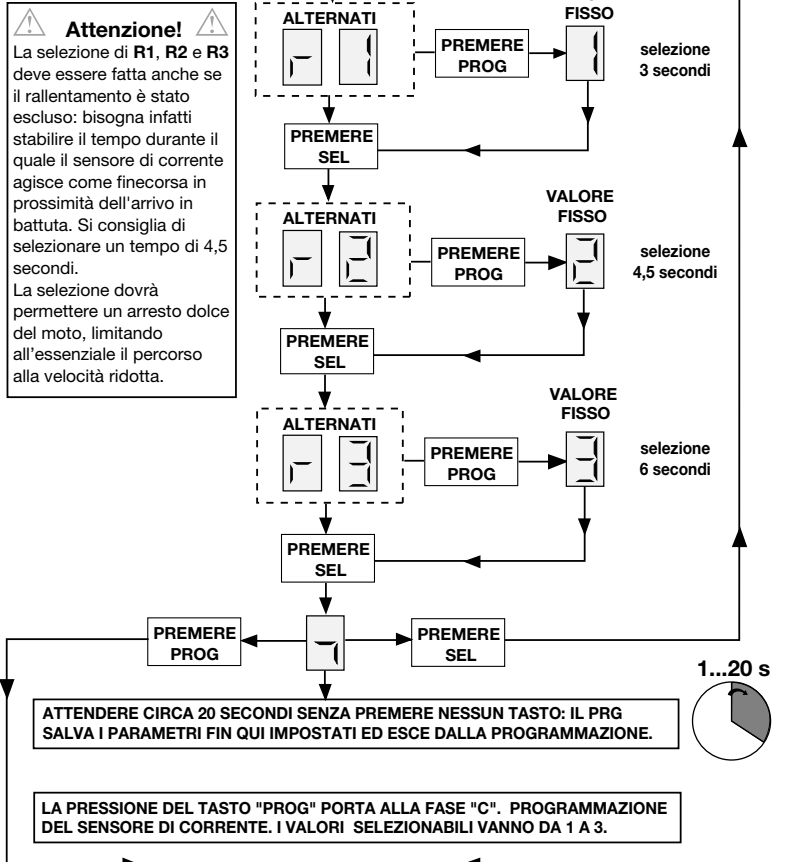 Attenzione!
La selezione di R1, R2 e R3
deve essere fatta anche se
il rallentamento è stato
escluso: bisogna infatti
stabilire il tempo durante il
quale il sensore di corrente
agisce come finecorsa in
prossimità dell'arrivo in
battuta. Si consiglia di
selezionare un tempo di 4,5
secondi.
La selezione dovrà
permettere un arresto dolce
del moto, limitando
all'essenziale il percorso
alla velocità ridotta.
ALTERNATI
r 1
PREMERE
PROG
FISSO
1
selezione
3 secondi
PREMERE
SEL
ALTERNATI
r 2
PREMERE
PROG
VALORE
FISSO
2
selezione
4,5 secondi
PREMERE
SEL
ALTERNATI
r 3
PREMERE
PROG
VALORE
FISSO
3
selezione
6 secondi
PREMERE
SEL
PREMERE
PROG
PREMERE
SEL
1...20 s
ATTENDERE CIRCA 20 SECONDI SENZA PREMERE NESSUN TASTO: IL PRG
SALVA I PARAMETRI FIN QUI IMPOSTATI ED ESCE DALLA PROGRAMMAZIONE.
LA PRESSIONE DEL TASTO "PROG" PORTA ALLA FASE "C". PROGRAMMAZIONE
DEL SENSORE DI CORRENTE. I VALORI SELEZIONABILI VANNO DA 1 A 3.